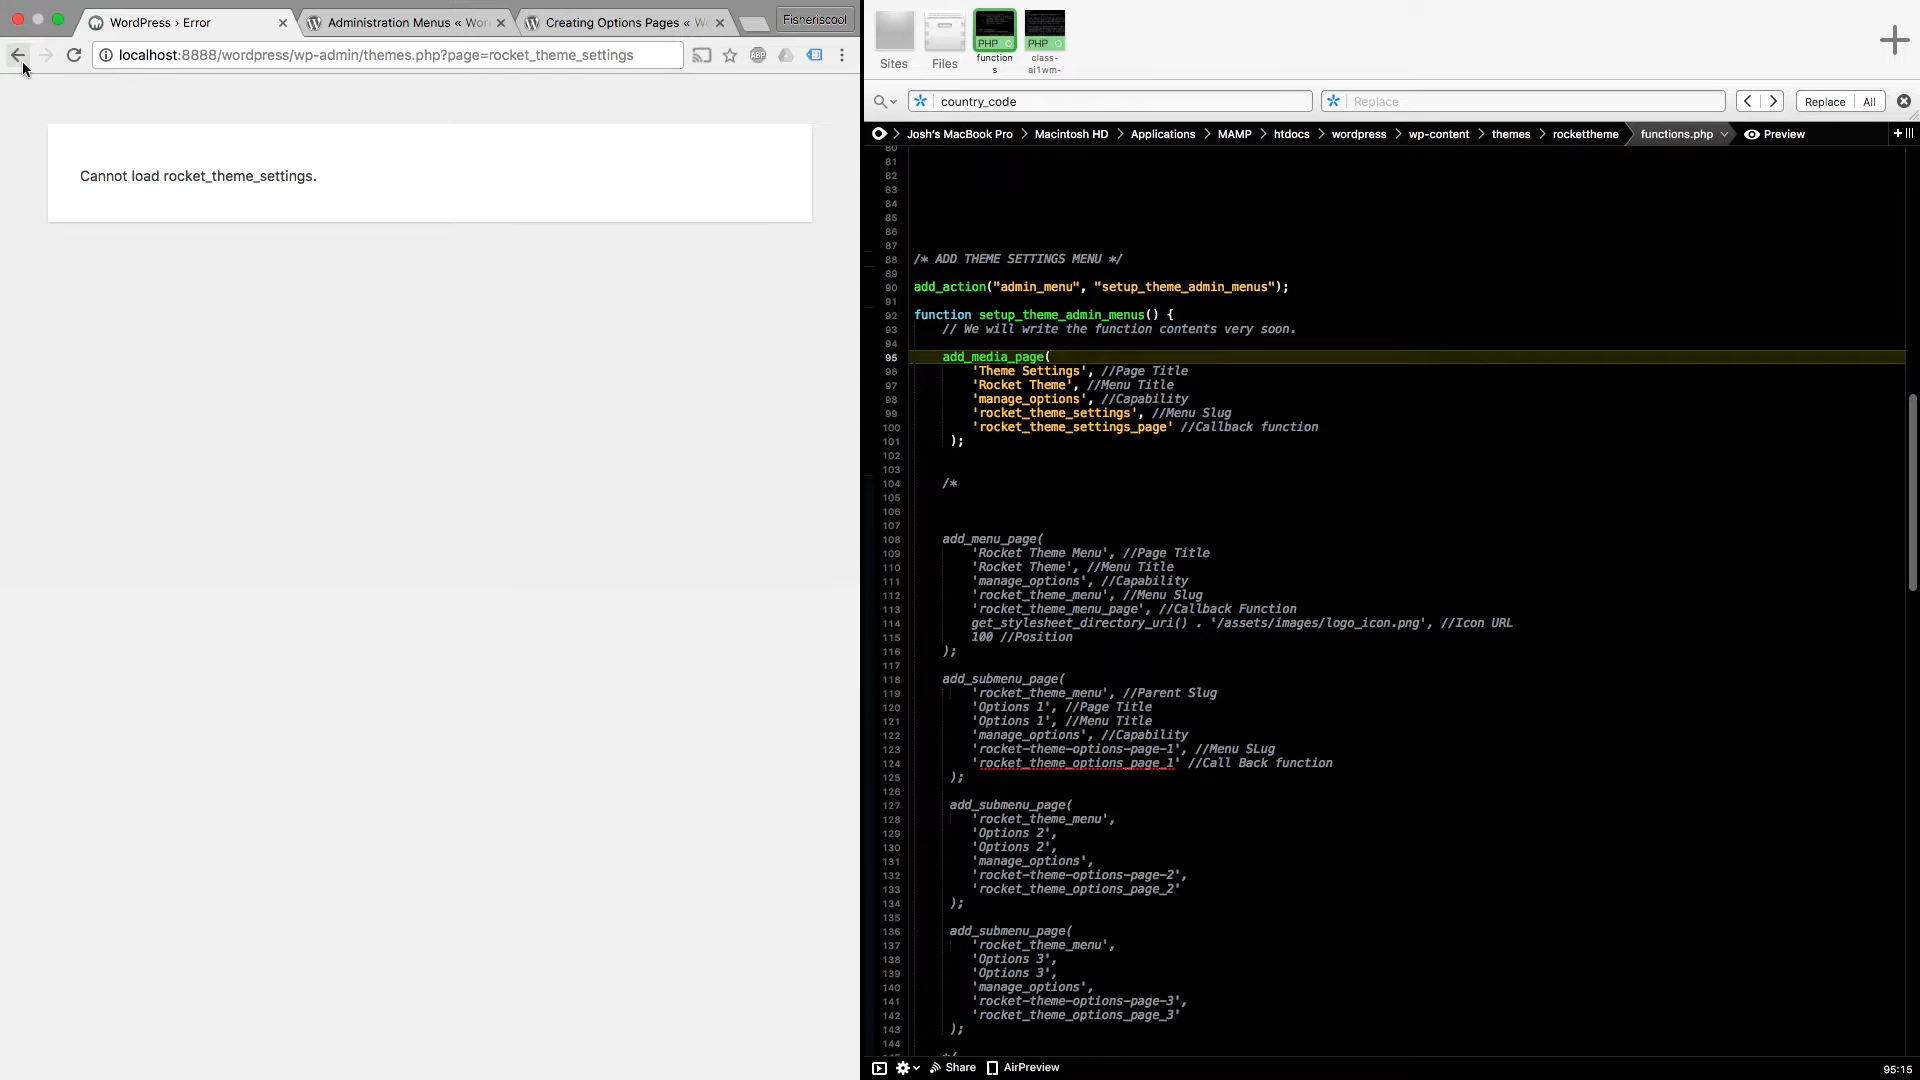 WordPress › Error
Administration Menus « Wor
Creating Options Pages « Wo
Fisheriscool
localhost:8888/wordpress/wp-admin/themes.php?page=rocket_theme_settings
ABP
Cannot load rocket_theme_settings.
Sites
Files
PHP
function
s
PHP
class-
ai1wm-
country_code
Replace
Replace
All
Josh's MacBook Pro
Macintosh HD
Applications
MAMP
htdocs
wordpress
wp-content
themes
rockettheme
functions.php
Preview
80
81
82
83
84
85
86
87
88 /* ADD THEME SETTINGS MENU */
89
90 add_action("admin_menu", "setup_theme_admin_menus");
91
92 function setup_theme_admin_menus() {
93 // We will write the function contents very soon.
94
95 add_media_page(
96 'Theme Settings', //Page Title
97 'Rocket Theme', //Menu Title
98 'manage_options', //Capability
99 'rocket_theme_settings', //Menu Slug
100 'rocket_theme_settings_page' //Callback function
101 );
102
103
104 /*
105
106
107
108 add_menu_page(
109 'Rocket Theme Menu', //Page Title
110 'Rocket Theme', //Menu Title
111 'manage_options', //Capability
112 'rocket_theme_menu', //Menu Slug
113 'rocket_theme_menu_page', //Callback Function
114 get_stylesheet_directory_uri() . '/assets/images/logo_icon.png', //Icon URL
115 100 //Position
116 );
117
118 add_submenu_page(
119 'rocket_theme_menu', //Parent Slug
120 'Options 1', //Page Title
121 'Options 1', //Menu Title
122 'manage_options', //Capability
123 'rocket-theme-options-page-1', //Menu SLug
124 'rocket_theme_options_page_1' //Call Back function
125 );
126
127 add_submenu_page(
128 'rocket_theme_menu',
129 'Options 2',
130 'Options 2',
131 'manage_options',
132 'rocket-theme-options-page-2',
133 'rocket_theme_options_page_2'
134 );
135
136 add_submenu_page(
137 'rocket_theme_menu',
138 'Options 3',
139 'Options 3',
140 'manage_options',
141 'rocket-theme-options-page-3',
142 'rocket_theme_options_page_3'
143 );
144
Share
AirPreview
95:15